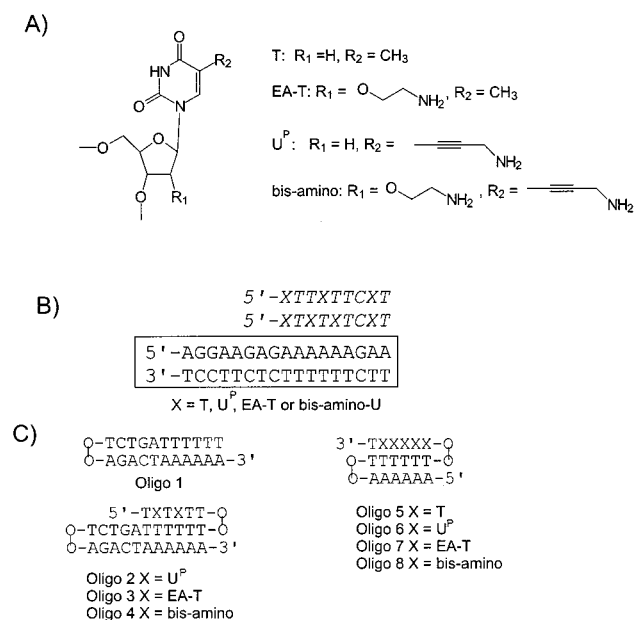 A)
O
R2
HN
O
N
O
O
O
R1
T: R1 =H, R2 = CH3
EA-T: R1 = O NH2, R2 = CH3
UP: R1 = H, R2 = NH2
bis-amino: R1 = O NH2 , R2 = NH2
B)
5'-XTTXTTCXT
5'-XTXTXTCXT
5'-AGGAAGAGAAAAAAGAA
3'-TCCTTCTCTTTTTTCTT
X = T, UP, EA-T or bis-amino-U
C)
O-TCTGATTTTTT
O-AGACTAAAAAA-3'
Oligo 1
5'-TXTXTT-O
O-TCTGATTTTTT-O
O-AGACTAAAAAA-3'
Oligo 2 X = UP
Oligo 3 X = EA-T
Oligo 4 X = bis-amino
3'-TXXXXX-O
O-TTTTTT-O
O-AAAAAA-5'
Oligo 5 X = T
Oligo 6 X = UP
Oligo 7 X = EA-T
Oligo 8 X = bis-amino